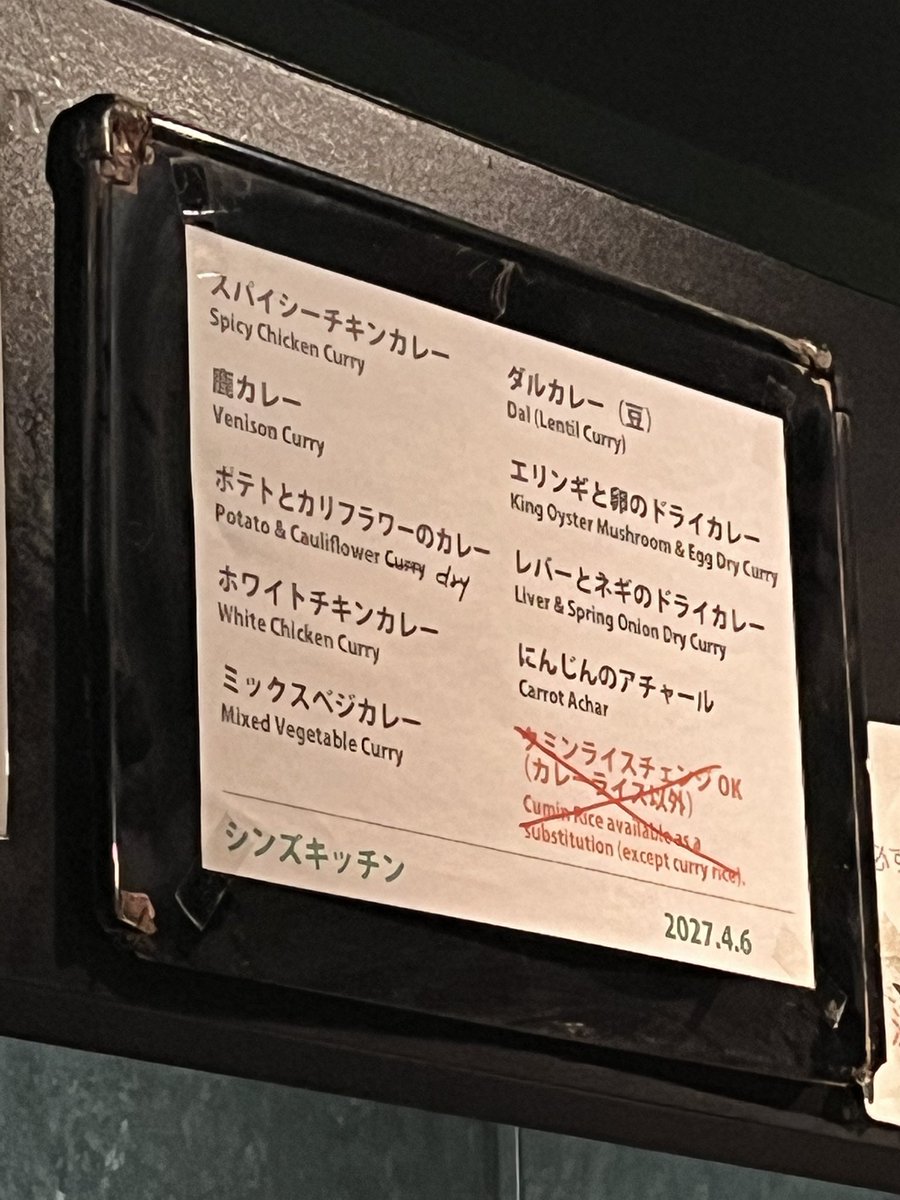 スパイシーチキンカレー
Spicy Chicken Curry
鹿カレー
Venison Curry
ポテトとカリフラワーのカレー
Potato & Cauliflower Curry dry
ホワイトチキンカレー
White Chicken Curry
ミックスベジカレー
Mixed Vegetable Curry
ダルカレー（豆）
Dal (Lentil Curry)
エリンギと卵のドライカレー
King Oyster Mushroom & Egg Dry Curry
レバーとネギのドライカレー
Liver & Spring Onion Dry Curry
にんじんのアチャール
Carrot Achar
クミンライスチェンジ OK
(カレーライス以外)
Cumin Rice available as a
substitution (except curry rice).
シンズキッチン
2027.4.6